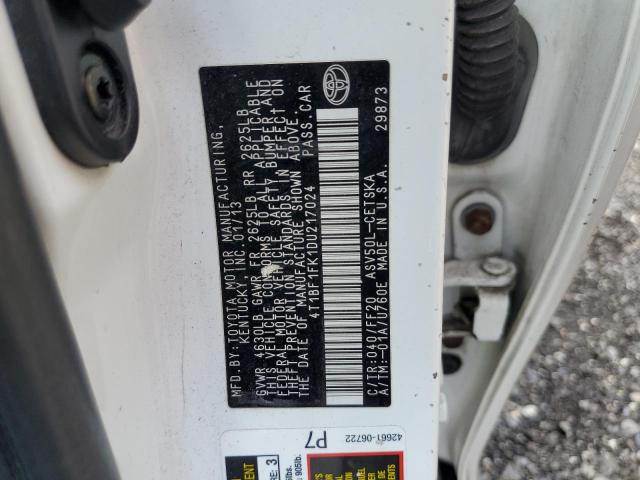 MFD. BY: TOYOTA MOTOR MANUFACTURING,
KENTUCKY, INC. 01/13
GVWR 4630LB GAWR FR 2625LB RR 2625LB
THIS VEHICLE CONFORMS TO ALL APPLICABLE
FEDERAL MOTOR VEHICLE SAFETY, BUMPER AND
THEFT PREVENTION STANDARDS IN EFFECT ON
THE DATE OF MANUFACTURE SHOWN ABOVE.
4T1BF1FK1DU217024 PASS.CAR
C/TR:040/FF20 ASV50L-CETSKA
A/TM:-01A/U760E MADE IN U.S.A. 29873
P7
42661-06722